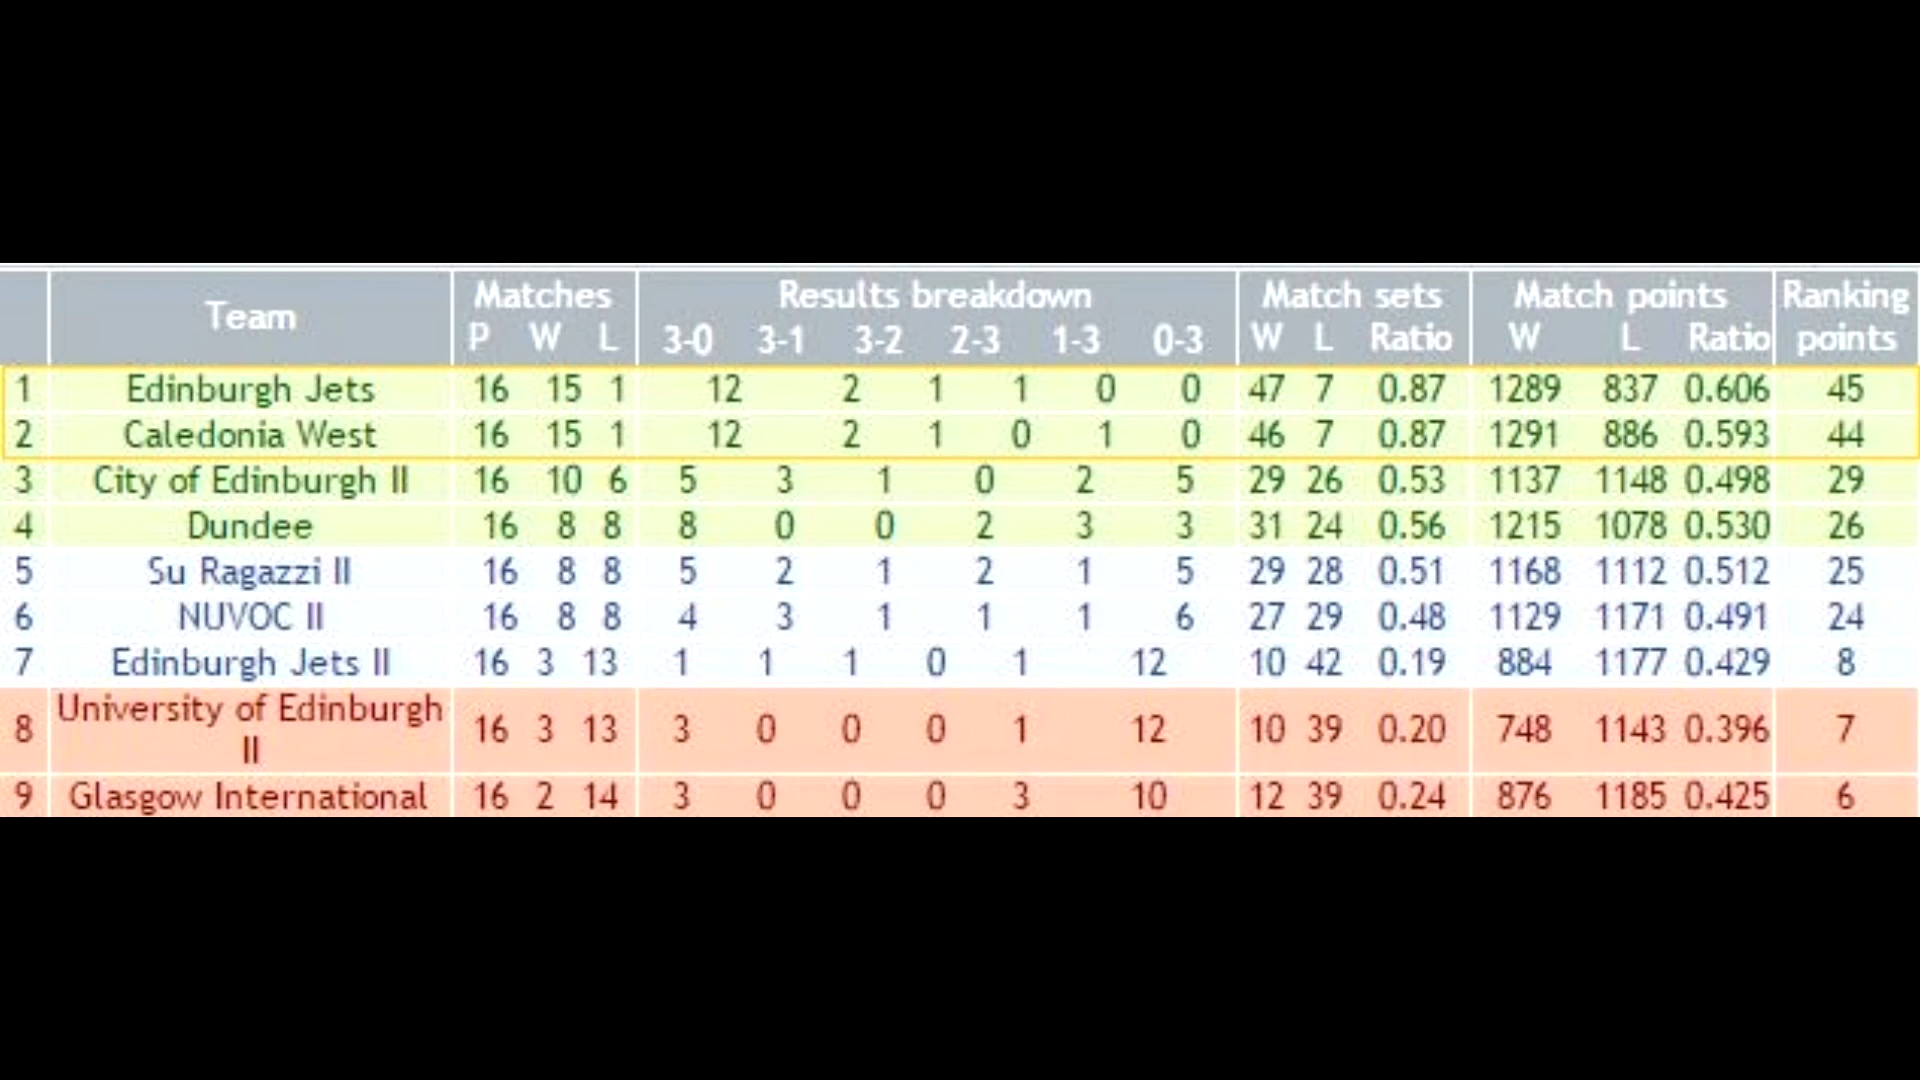 Team Matches Results breakdown Match sets Match points Ranking points
P W L 3-0 3-1 3-2 2-3 1-3 0-3 W L Ratio W L Ratio
1 Edinburgh Jets 16 15 1 12 2 1 1 0 0 47 7 0.87 1289 837 0.606 45
2 Caledonia West 16 15 1 12 2 1 0 1 0 46 7 0.87 1291 886 0.593 44
3 City of Edinburgh II 16 10 6 5 3 1 0 2 5 29 26 0.53 1137 1148 0.498 29
4 Dundee 16 8 8 8 0 0 2 3 3 31 24 0.56 1215 1078 0.530 26
5 Su Ragazzi II 16 8 8 5 2 1 2 1 5 29 28 0.51 1168 1112 0.512 25
6 NUVOC II 16 8 8 4 3 1 1 1 6 27 29 0.48 1129 1171 0.491 24
7 Edinburgh Jets II 16 3 13 1 1 1 0 1 12 10 42 0.19 884 1177 0.429 8
8 University of Edinburgh II 16 3 13 3 0 0 0 1 12 10 39 0.20 748 1143 0.396 7
9 Glasgow International 16 2 14 3 0 0 0 3 10 12 39 0.24 876 1185 0.425 6